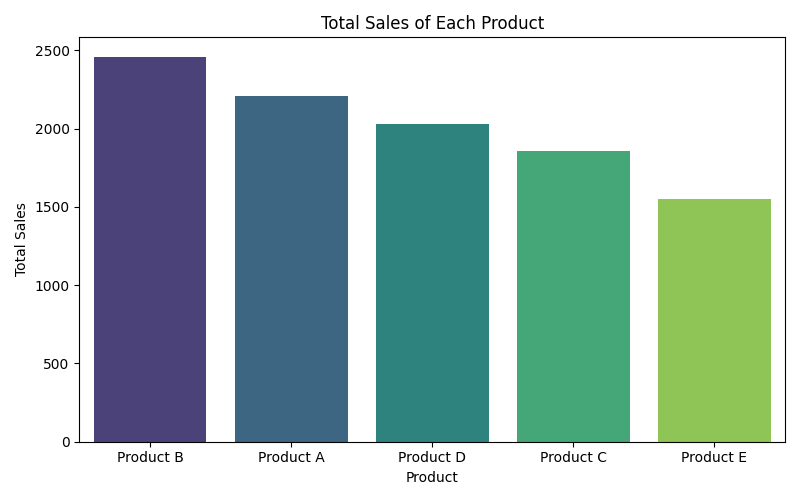 Total Sales of Each Product
Total Sales
2500
2000
1500
1000
500
0
Product B Product A Product D Product C Product E
Product